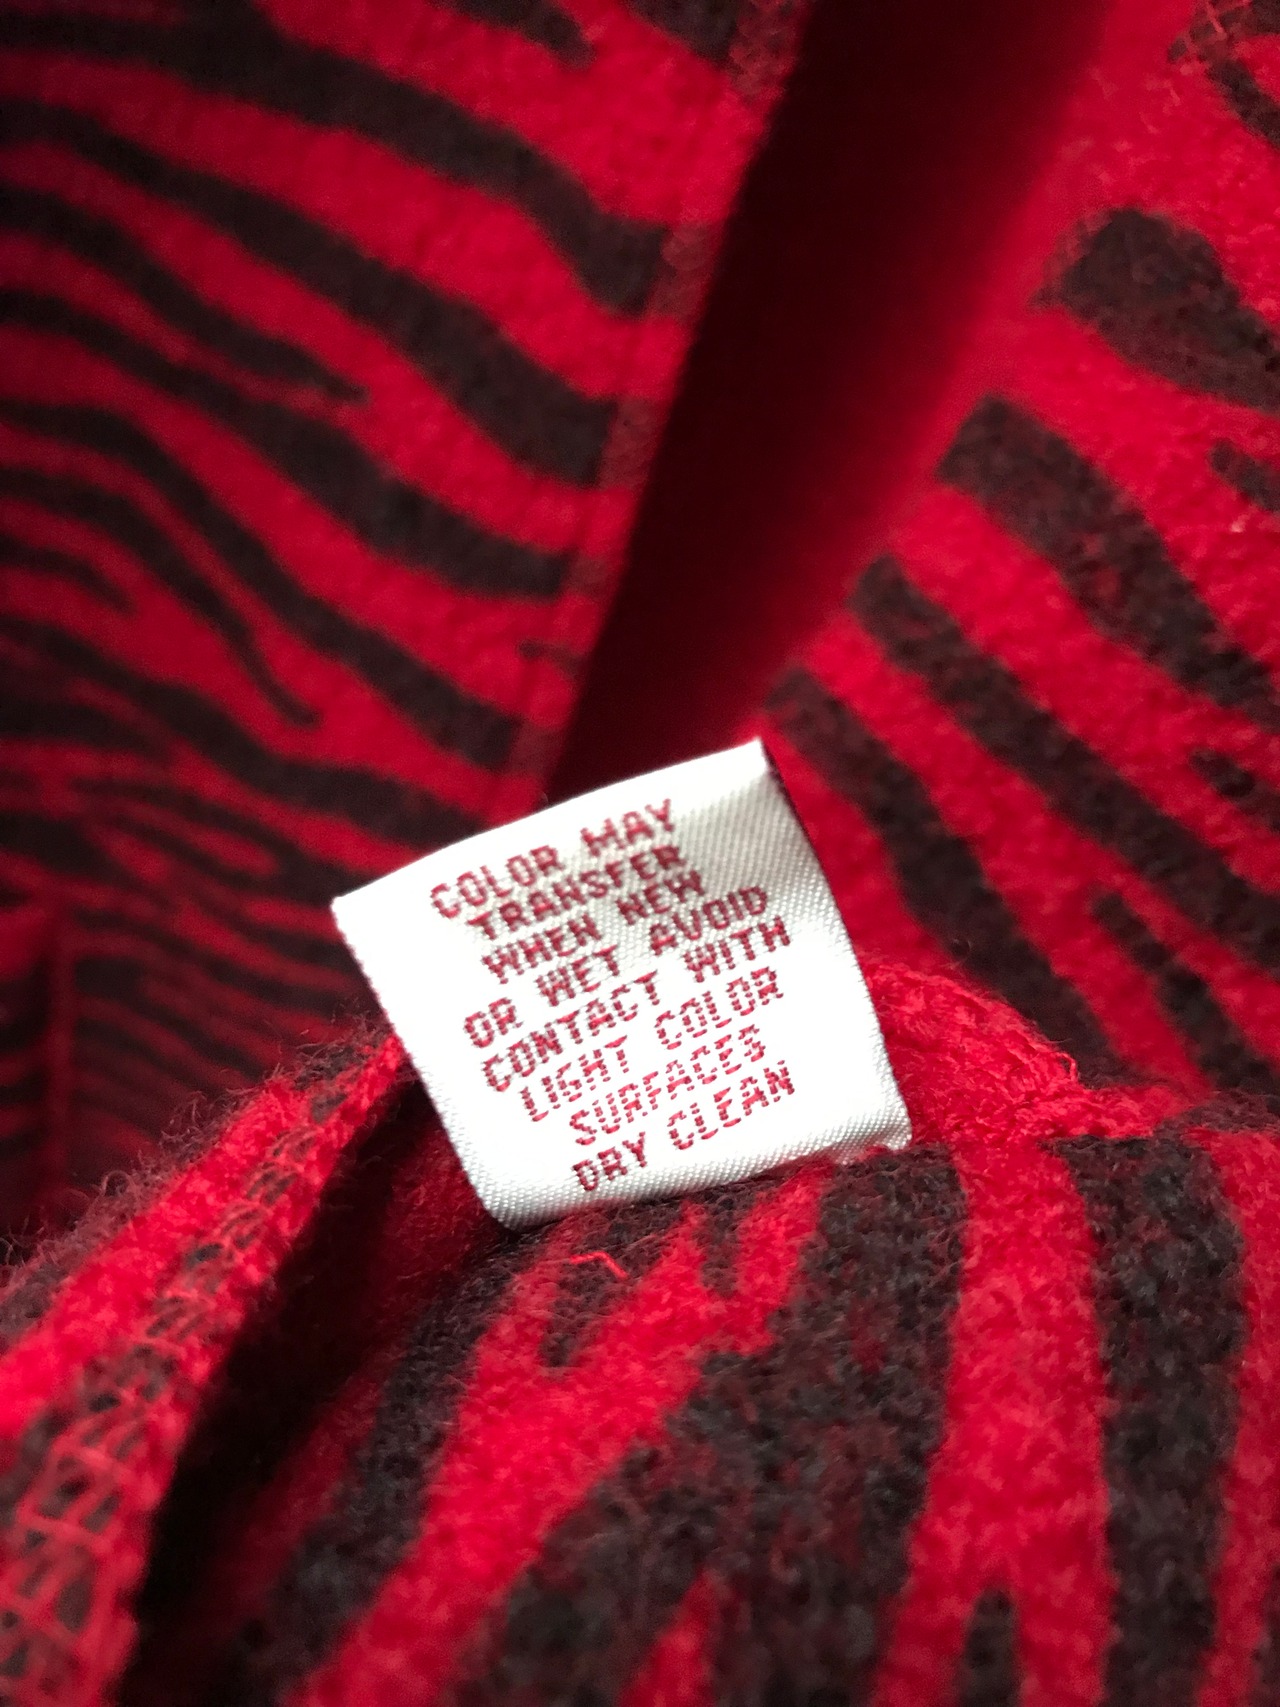 COLOR MAY
TRANSFER
WHEN NEW
OR WET AVOID
CONTACT WITH
LIGHT COLOR
SURFACES
DRY CLEAN